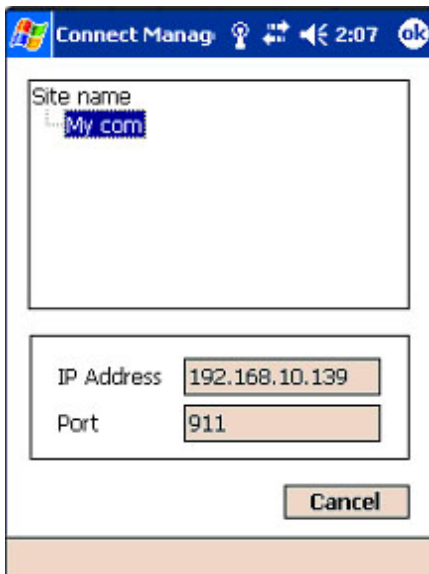 Connect Manag 2:07 ok
Site name
My com
IP Address 192.168.10.139
Port 911
Cancel